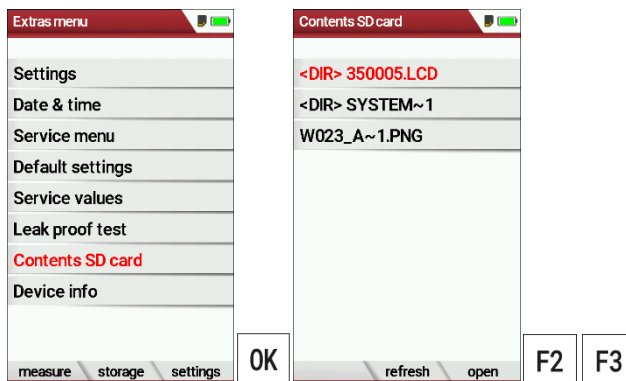 Extras menu
Settings
Date & time
Service menu
Default settings
Service values
Leak proof test
Contents SD card
Device info
measure storage settings
OK
Contents SD card
<DIR> 350005.LCD
<DIR> SYSTEM~1
W023_A~1.PNG
refresh open
F2 F3